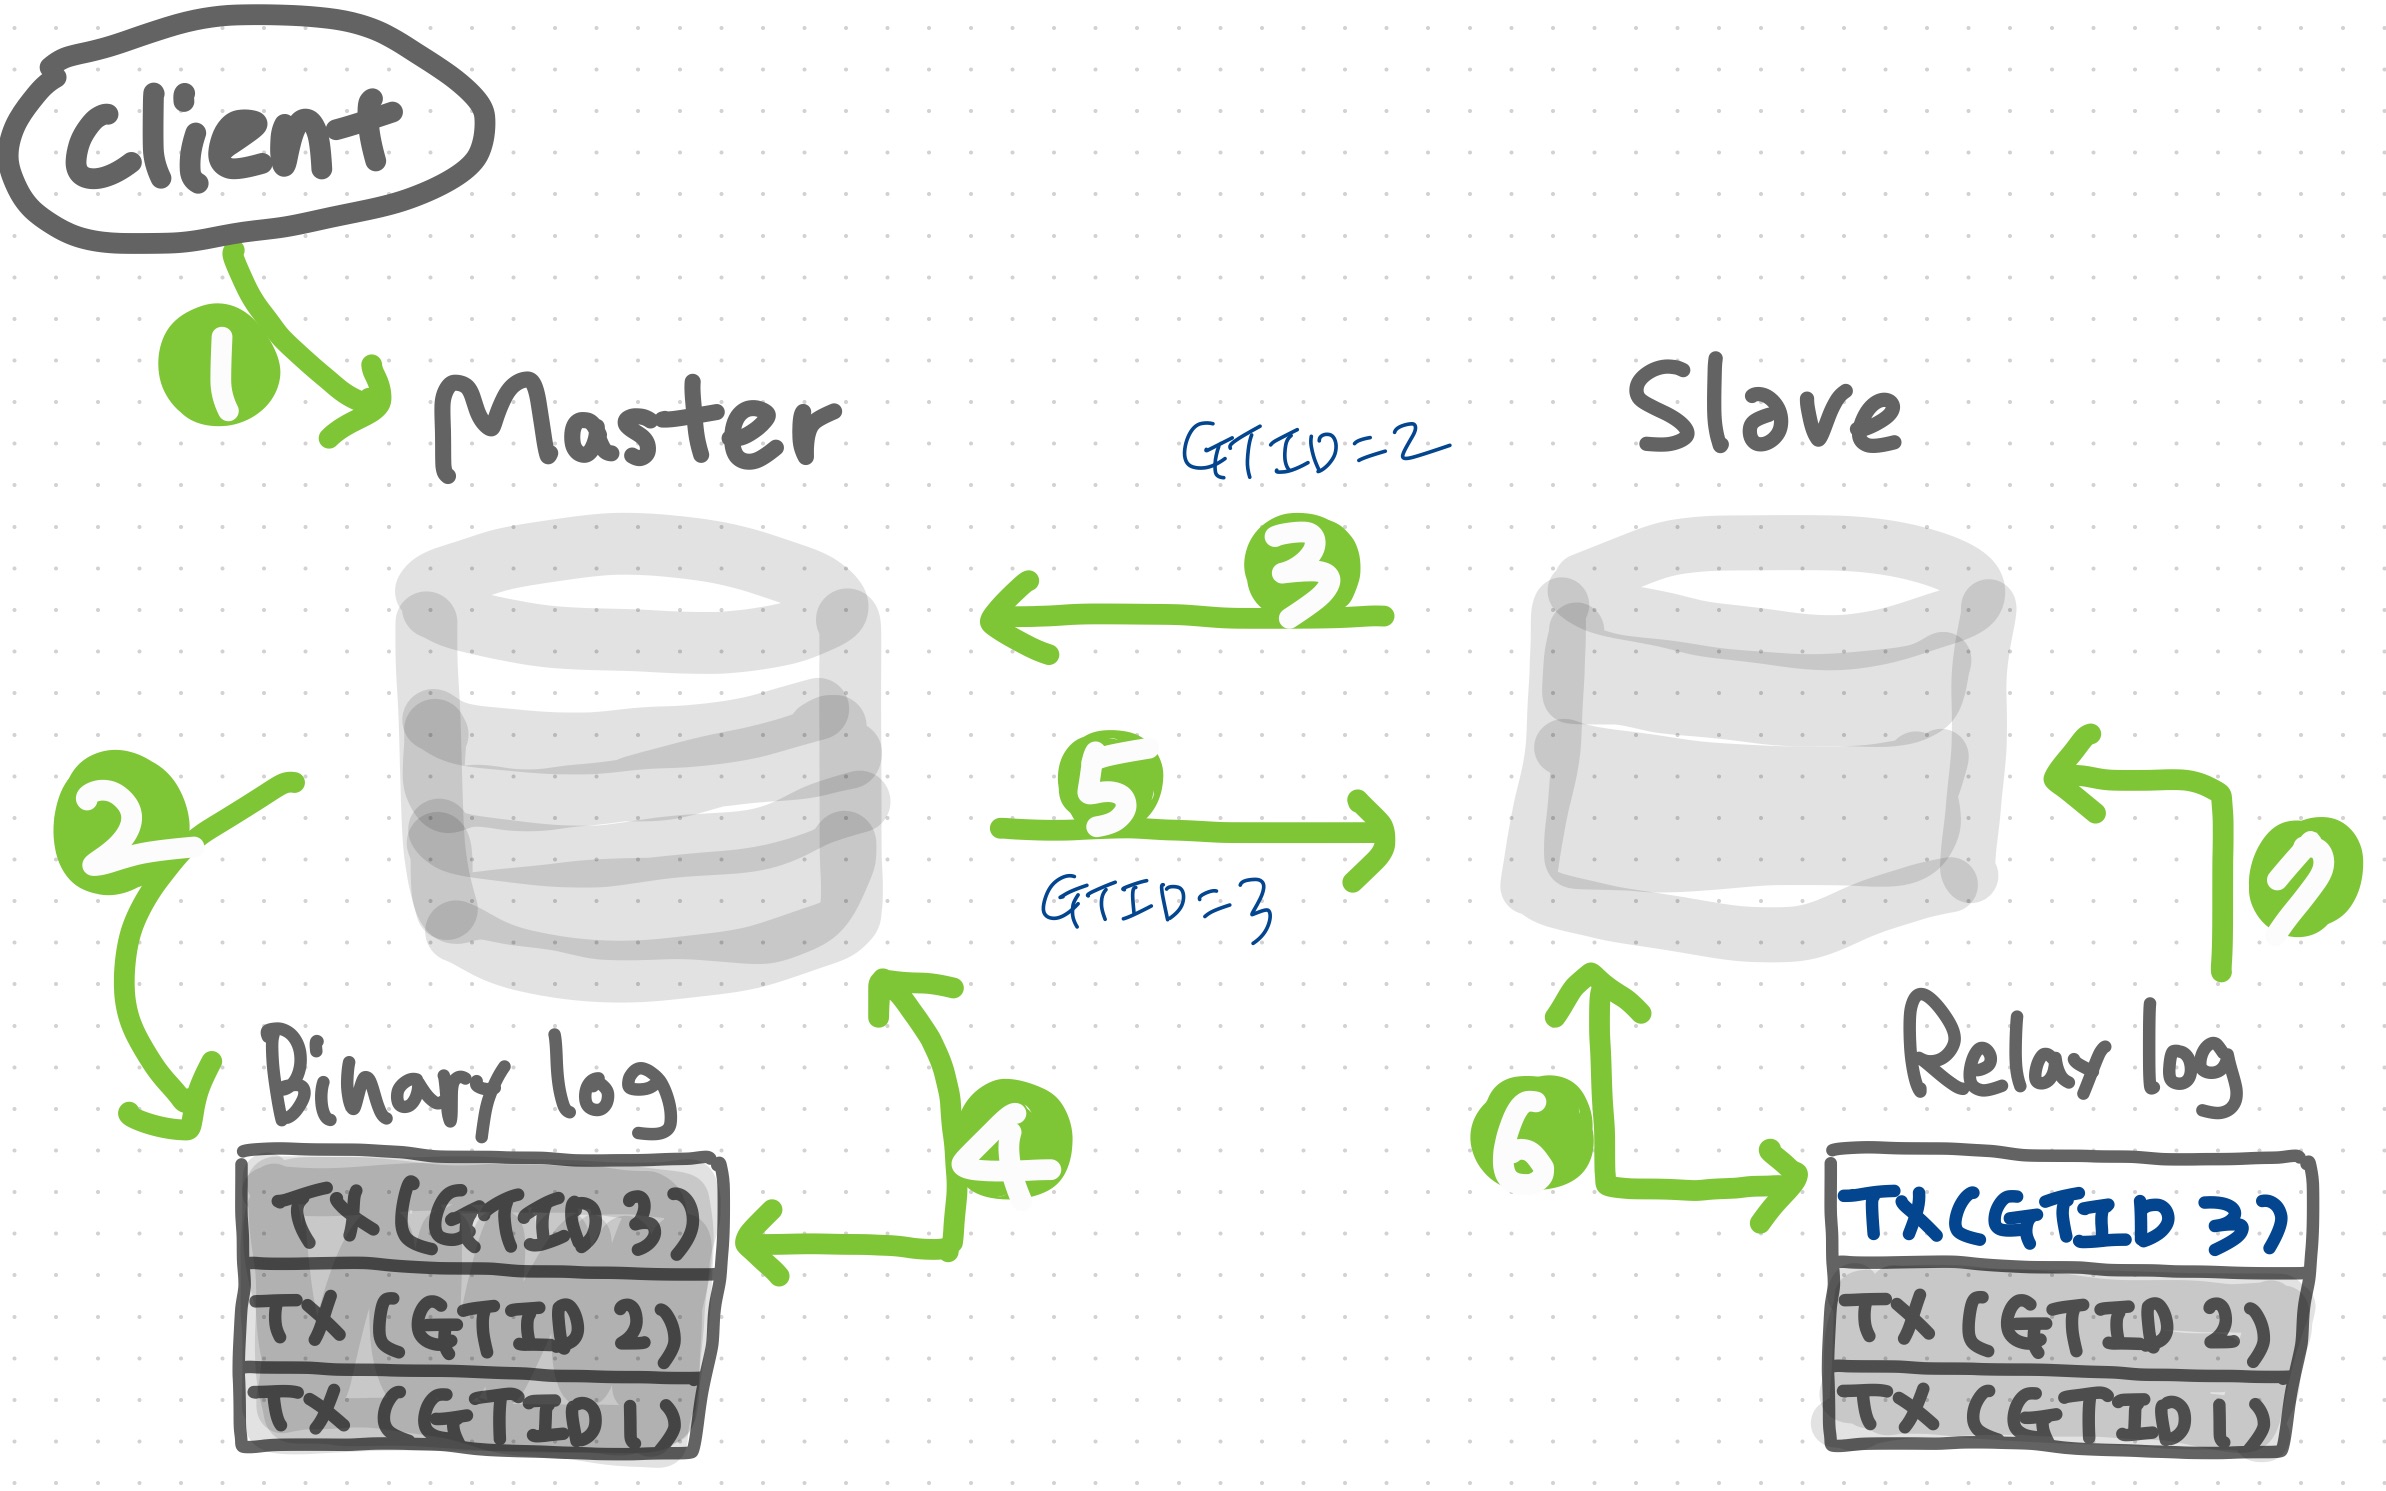 Client
1
Master
Slave
GTID=2
3
5
GTID=3
2
7
4
6
Binary log
TX (GTID 3)
TX (GTID 2)
TX (GTID 1)
Relay log
TX (GTID 3)
TX (GTID 2)
TX (GTID 1)